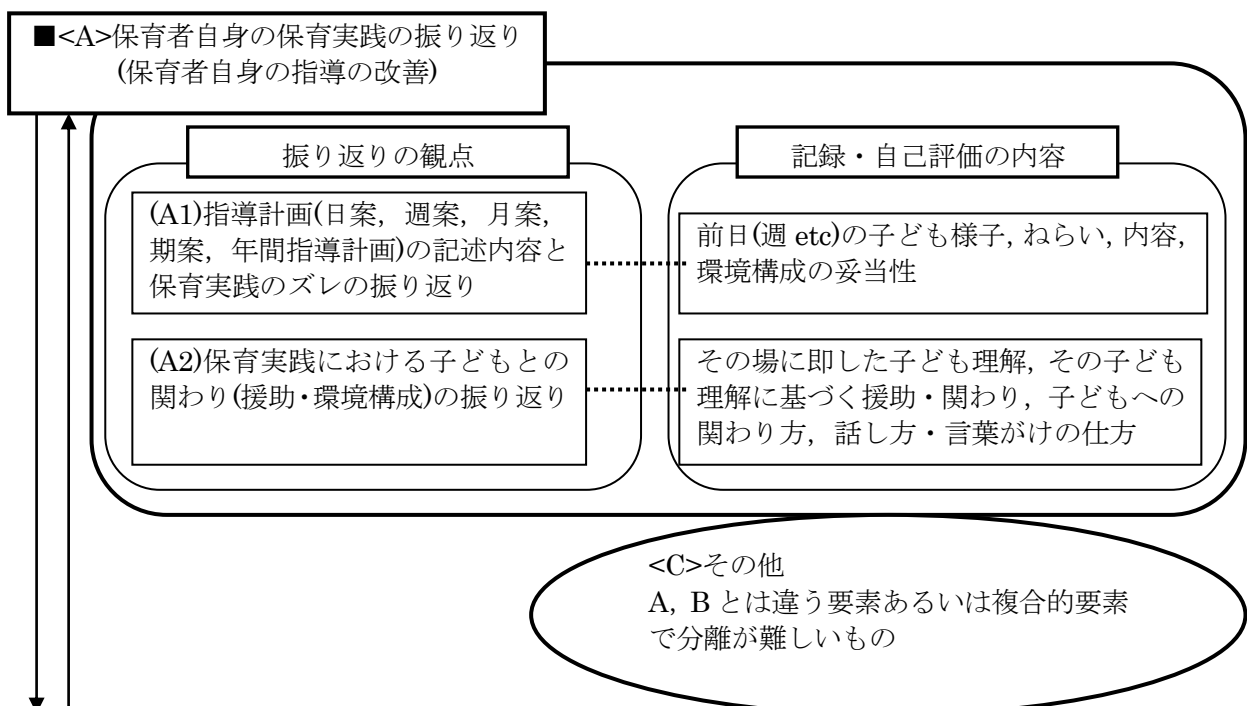 ■<A>保育者自身の保育実践の振り返り
(保育者自身の指導の改善)
振り返りの観点
(A1)指導計画(日案，週案，月案，
期案，年間指導計画)の記述内容と
保育実践のズレの振り返り
(A2)保育実践における子どもとの
関わり(援助・環境構成)の振り返り
記録・自己評価の内容
前日(週 etc)の子ども様子, ねらい, 内容,
環境構成の妥当性
その場に即した子ども理解, その子ども
理解に基づく援助・関わり，子どもへの
関わり方，話し方・言葉がけの仕方
<C>その他
A, B とは違う要素あるいは複合的要素
で分離が難しいもの